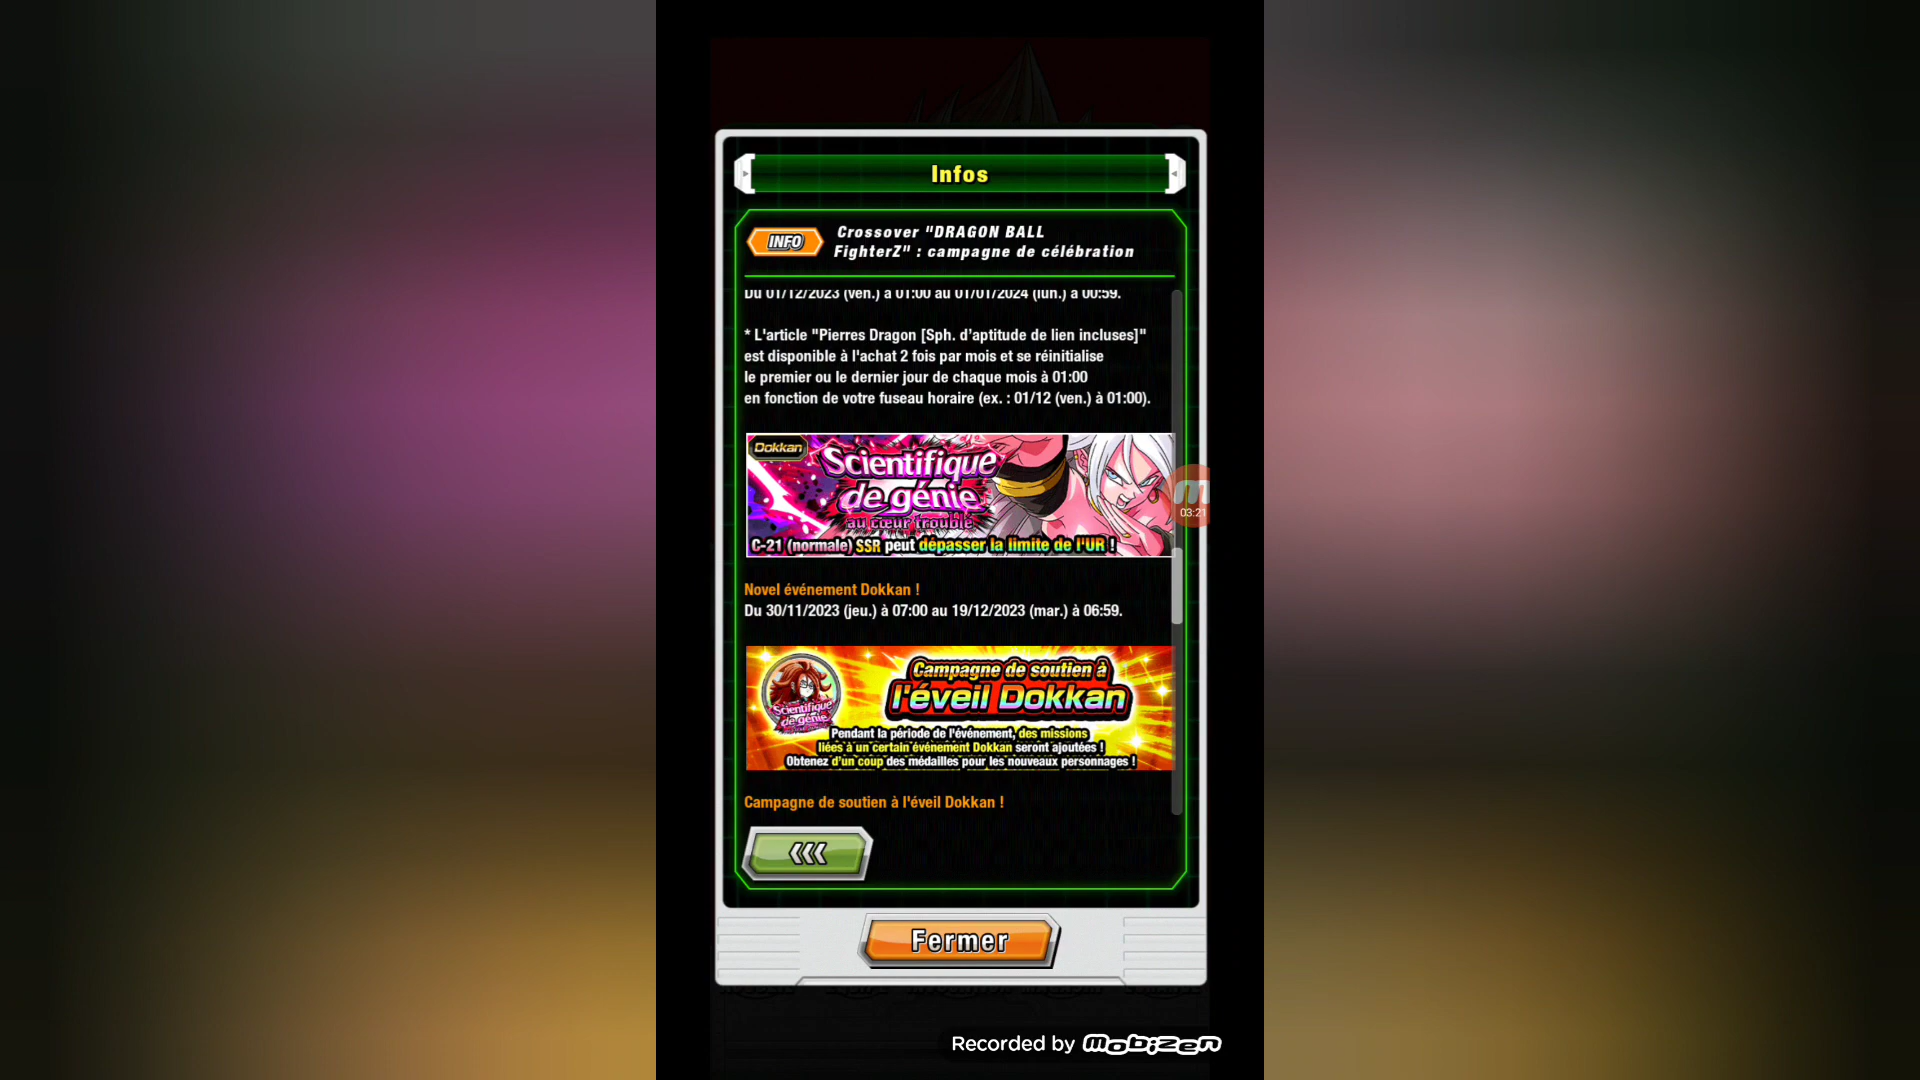 Infos
INFO
Crossover "DRAGON BALL
FighterZ" : campagne de célébration
Du 01/12/2023 (ven.) à 01:00 au 01/01/2024 (lun.) à 00:59.
* L'article "Pierres Dragon [Sph. d'aptitude de lien incluses]"
est disponible à l'achat 2 fois par mois et se réinitialise
le premier ou le dernier jour de chaque mois à 01:00
en fonction de votre fuseau horaire (ex. : 01/12 (ven.) à 01:00).
Dokkan
Scientifique
de génie
au cœur troublé
C-21 (normale) SSR peut dépasser la limite de l'UR !
03:21
Novel événement Dokkan !
Du 30/11/2023 (jeu.) à 07:00 au 19/12/2023 (mar.) à 06:59.
Campagne de soutien à
l'éveil Dokkan
Scientifique
de génie
Pendant la période de l'événement, des missions
liées à un certain événement Dokkan seront ajoutées !
Obtenez d'un coup des médailles pour les nouveaux personnages !
Campagne de soutien à l'éveil Dokkan !
Fermer
Recorded by mobizen